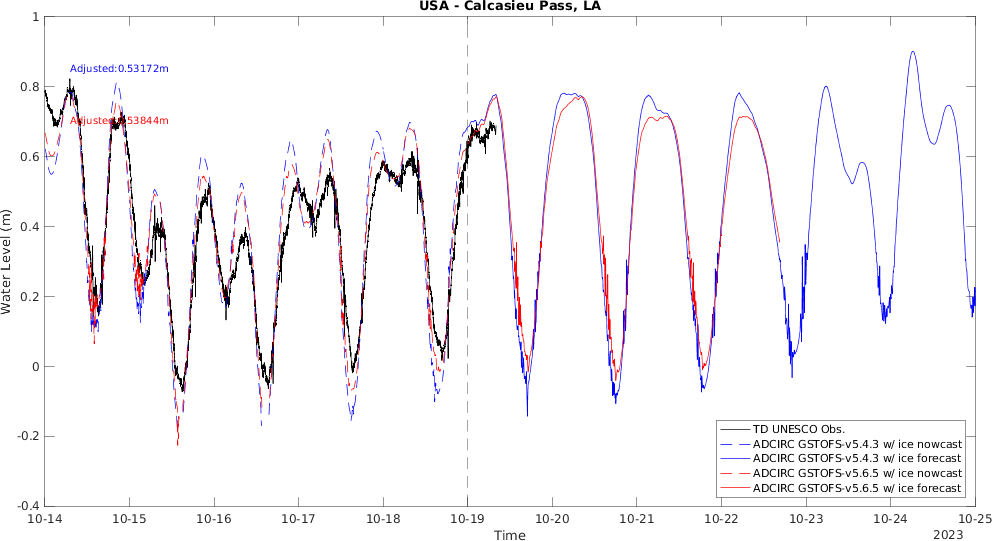 USA - Calcasieu Pass, LA
1
0.8
0.6
0.4
0.2
0
-0.2
-0.4
Water Level (m)
Adjusted:0.53172m
Adjusted:0.53844m
TD UNESCO Obs.
ADCIRC GSTOFS-v5.4.3 w/ ice nowcast
ADCIRC GSTOFS-v5.4.3 w/ ice forecast
ADCIRC GSTOFS-v5.6.5 w/ ice nowcast
ADCIRC GSTOFS-v5.6.5 w/ ice forecast
10-14 10-15 10-16 10-17 10-18 10-19 10-20 10-21 10-22 10-23 10-24 10-25
Time
2023